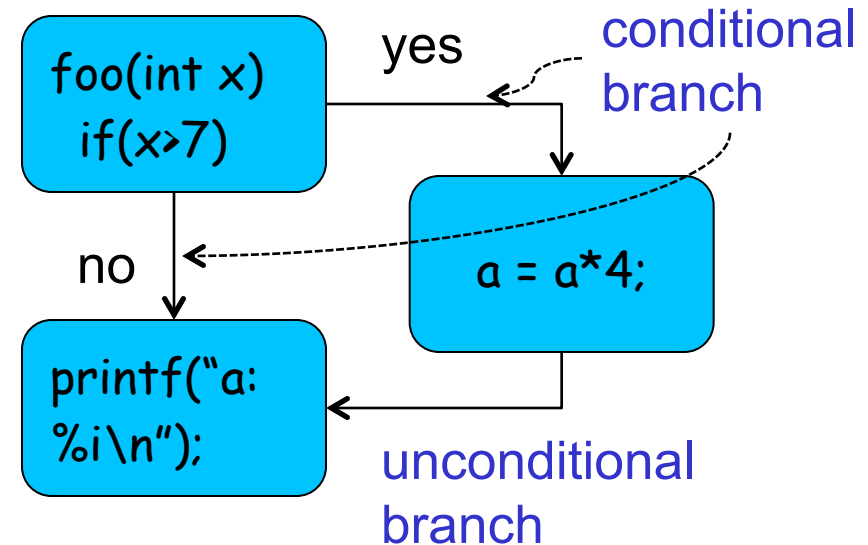 foo(int x)
if(x>7)
yes
conditional
branch
no
a = a*4;
printf(“a:
%i\n”);
unconditional
branch